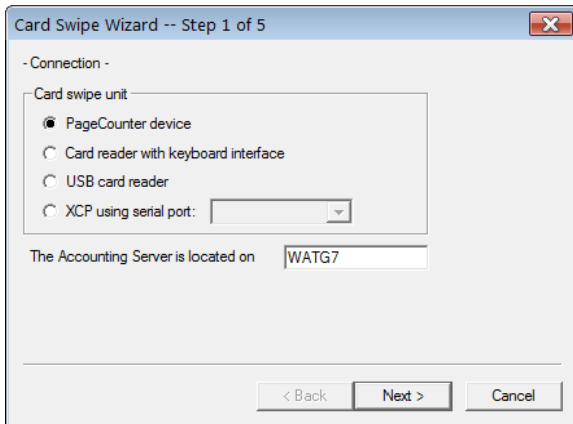 Card Swipe Wizard -- Step 1 of 5
- Connection -
Card swipe unit
PageCounter device
Card reader with keyboard interface
USB card reader
XCP using serial port:
The Accounting Server is located on WATG7
< Back Next > Cancel